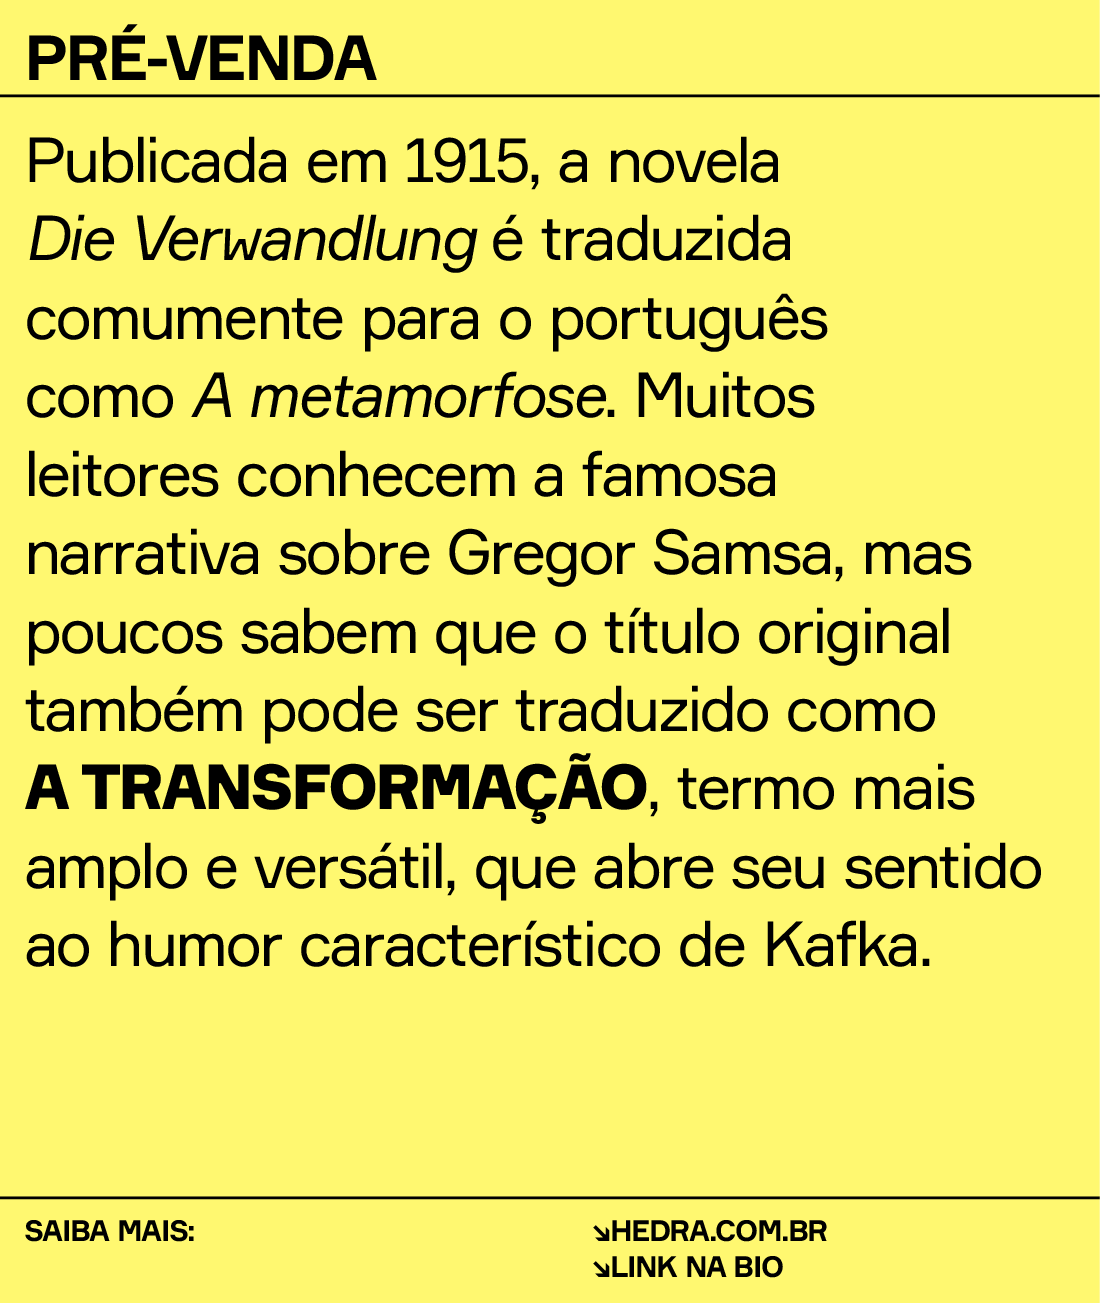 PRÉ-VENDA
Publicada em 1915, a novela
Die Verwandlung é traduzida
comumente para o português
como A metamorfose. Muitos
leitores conhecem a famosa
narrativa sobre Gregor Samsa, mas
poucos sabem que o título original
também pode ser traduzido como
A TRANSFORMAÇÃO, termo mais
amplo e versátil, que abre seu sentido
ao humor característico de Kafka.
SAIBA MAIS:
↘HEDRA.COM.BR
↘LINK NA BIO